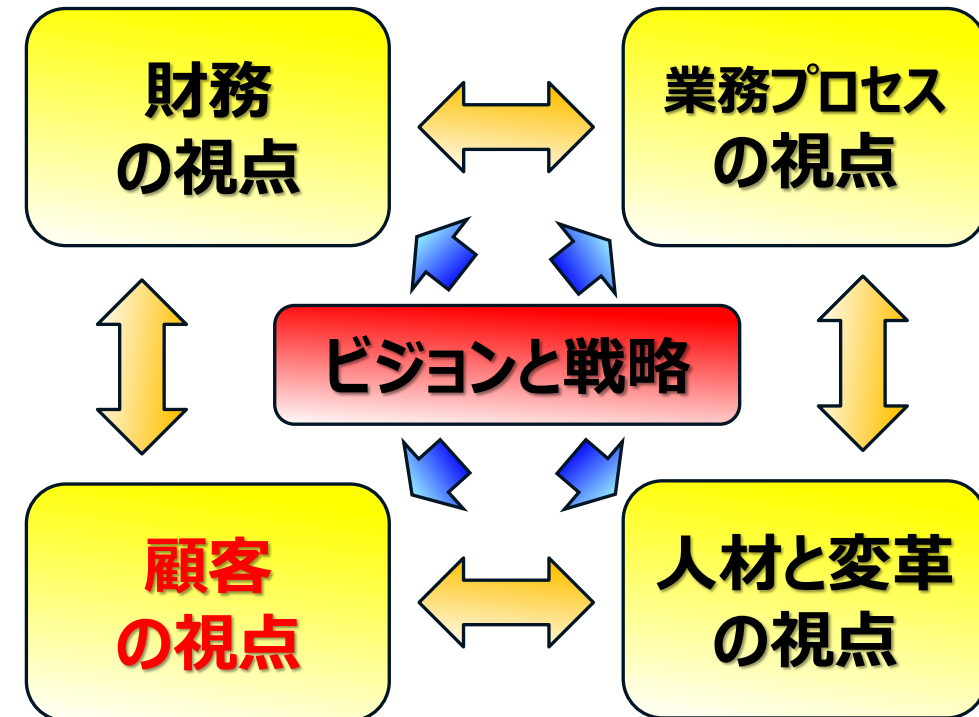 財務
の視点
業務プロセス
の視点
ビジョンと戦略
顧客
の視点
人材と変革
の視点